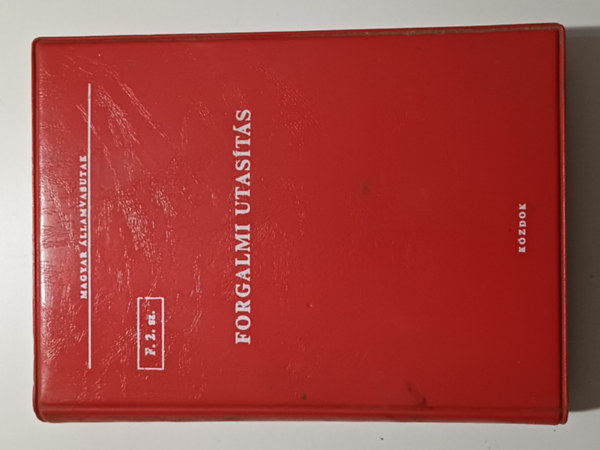 MAGYAR ÁLLAMVASUTAK
F. 2. sz.
FORGALMI UTASÍTÁS
KÖZDOK